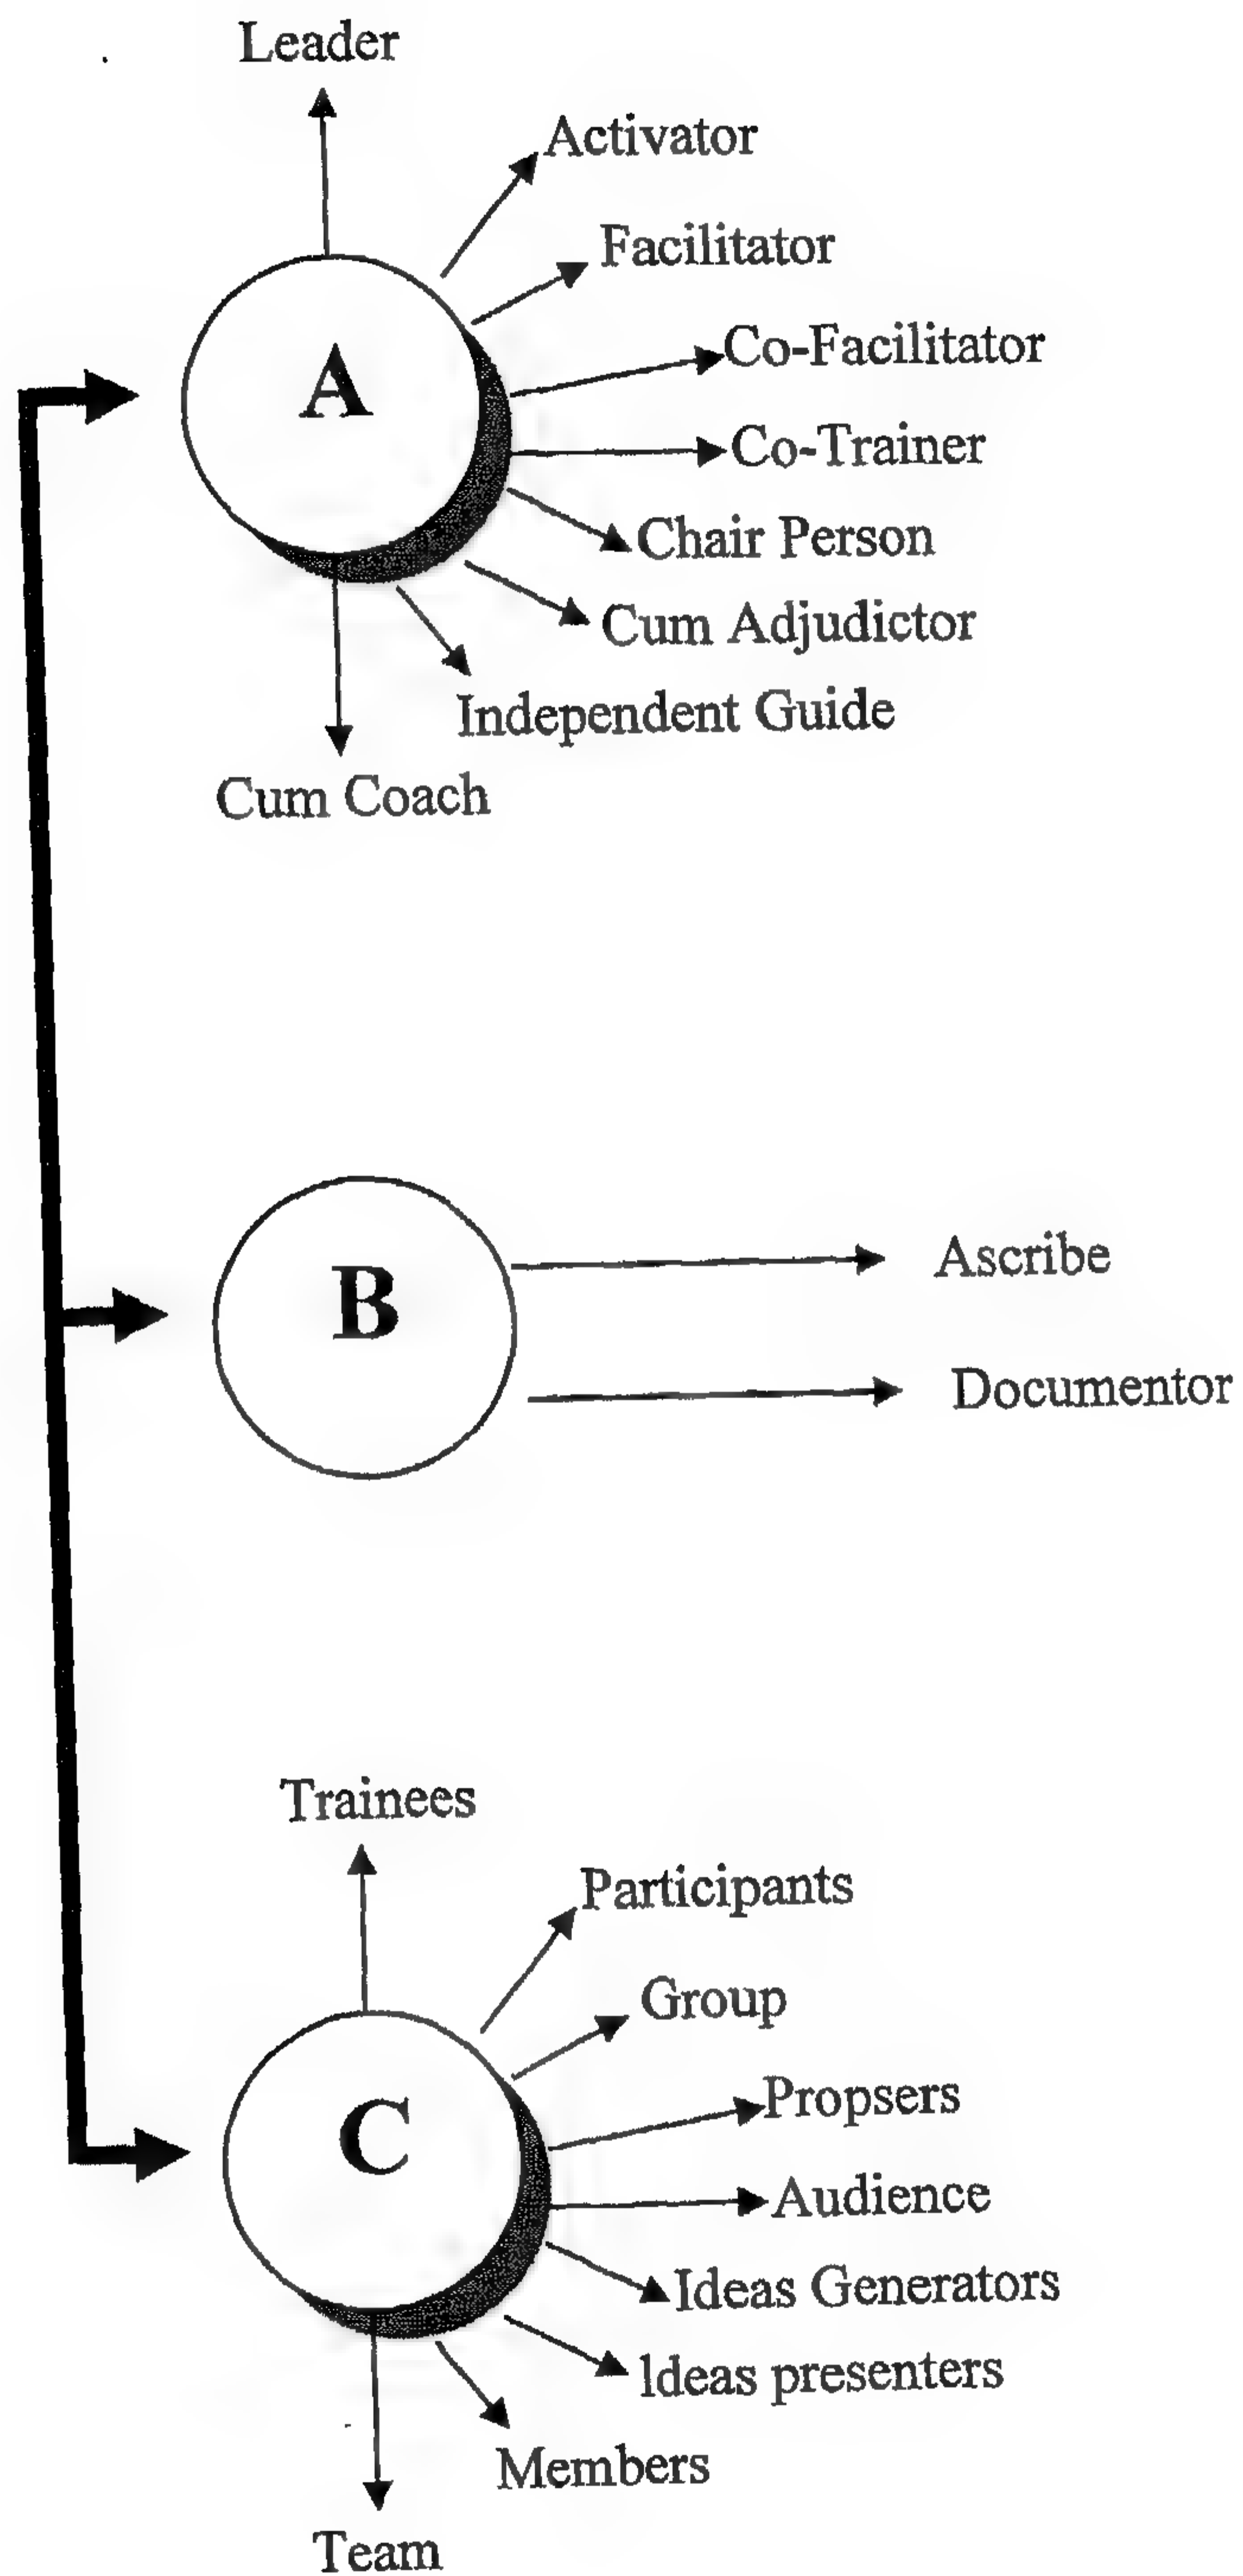 Leader
Activator
Facilitator
A
Co-Facilitator
Co-Trainer
Chair Person
Cum Adjudictor
Independent Guide
Cum Coach
B
Ascribe
Documentor
Trainees
Participants
Group
C
Propsers
Audience
Ideas Generators
Ideas presenters
Members
Team